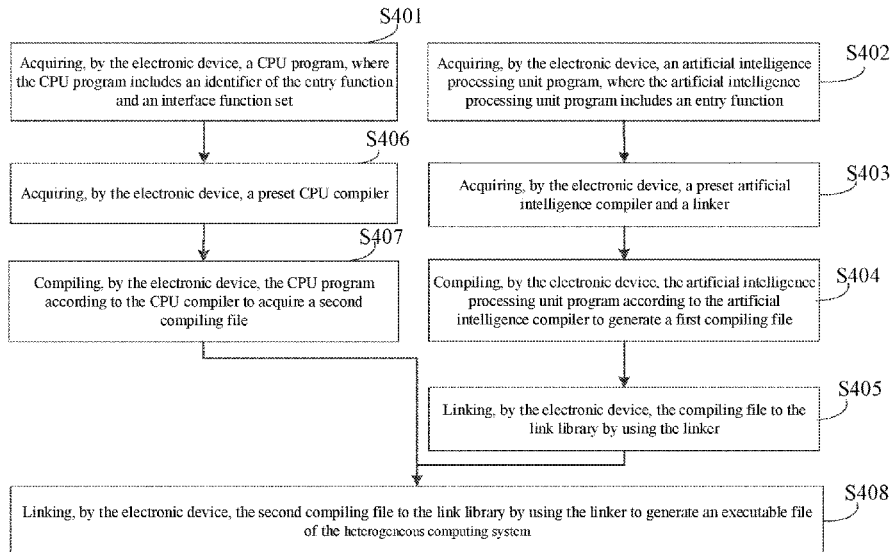 S401
Acquiring, by the electronic device, a CPU program, where
the CPU program includes an identifier of the entry function
and an interface function set
S402
Acquiring, by the electronic device, an artificial intelligence
processing unit program, where the artificial intelligence
processing unit program includes an entry function
S406
Acquiring, by the electronic device, a preset CPU compiler
S403
Acquiring, by the electronic device, a preset artificial
intelligence compiler and a linker
S407
Compiling, by the electronic device, the CPU program
according to the CPU compiler to acquire a second
compiling file
S404
Compiling, by the electronic device, the artificial intelligence
processing unit program according to the artificial
intelligence compiler to generate a first compiling file
S405
Linking, by the electronic device, the compiling file to the
link library by using the linker
S408
Linking, by the electronic device, the second compiling file to the link library by using the linker to generate an executable file
of the heterogeneous computing system